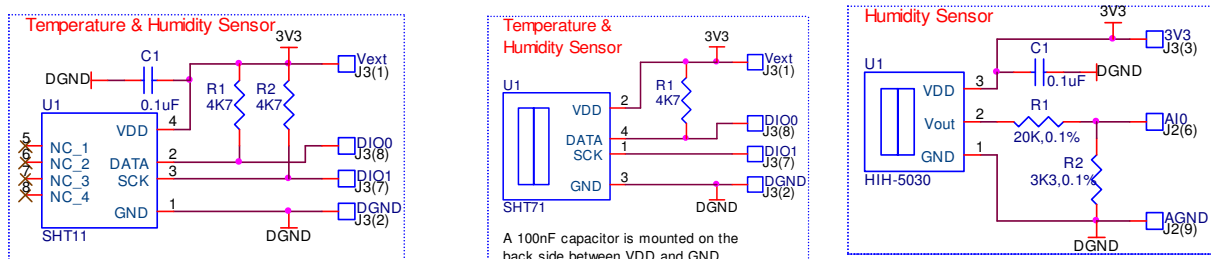 Temperature & Humidity Sensor
3V3
C1
Vext
J3(1)
DGND
0.1uF
R1
4K7
R2
4K7
U1
VDD
4
5
NC_1
6
NC_2
7
NC_3
8
NC_4
DATA
2
DIO0
J3(8)
SCK
3
DIO1
J3(7)
GND
1
DGND
J3(2)
SHT11
DGND
Temperature &
Humidity Sensor
3V3
Vext
J3(1)
U1
R1
4K7
VDD
2
DATA
4
DIO0
J3(8)
SCK
1
DIO1
J3(7)
GND
3
DGND
J3(2)
SHT71
DGND
A 100nF capacitor is mounted on the
back side between VDD and GND
Humidity Sensor
3V3
3V3
J3(3)
C1
0.1uF
DGND
U1
VDD
3
Vout
2
R1
20K,0.1%
AI0
J2(6)
GND
1
R2
3K3,0.1%
HIH-5030
AGND
J2(9)
DGND